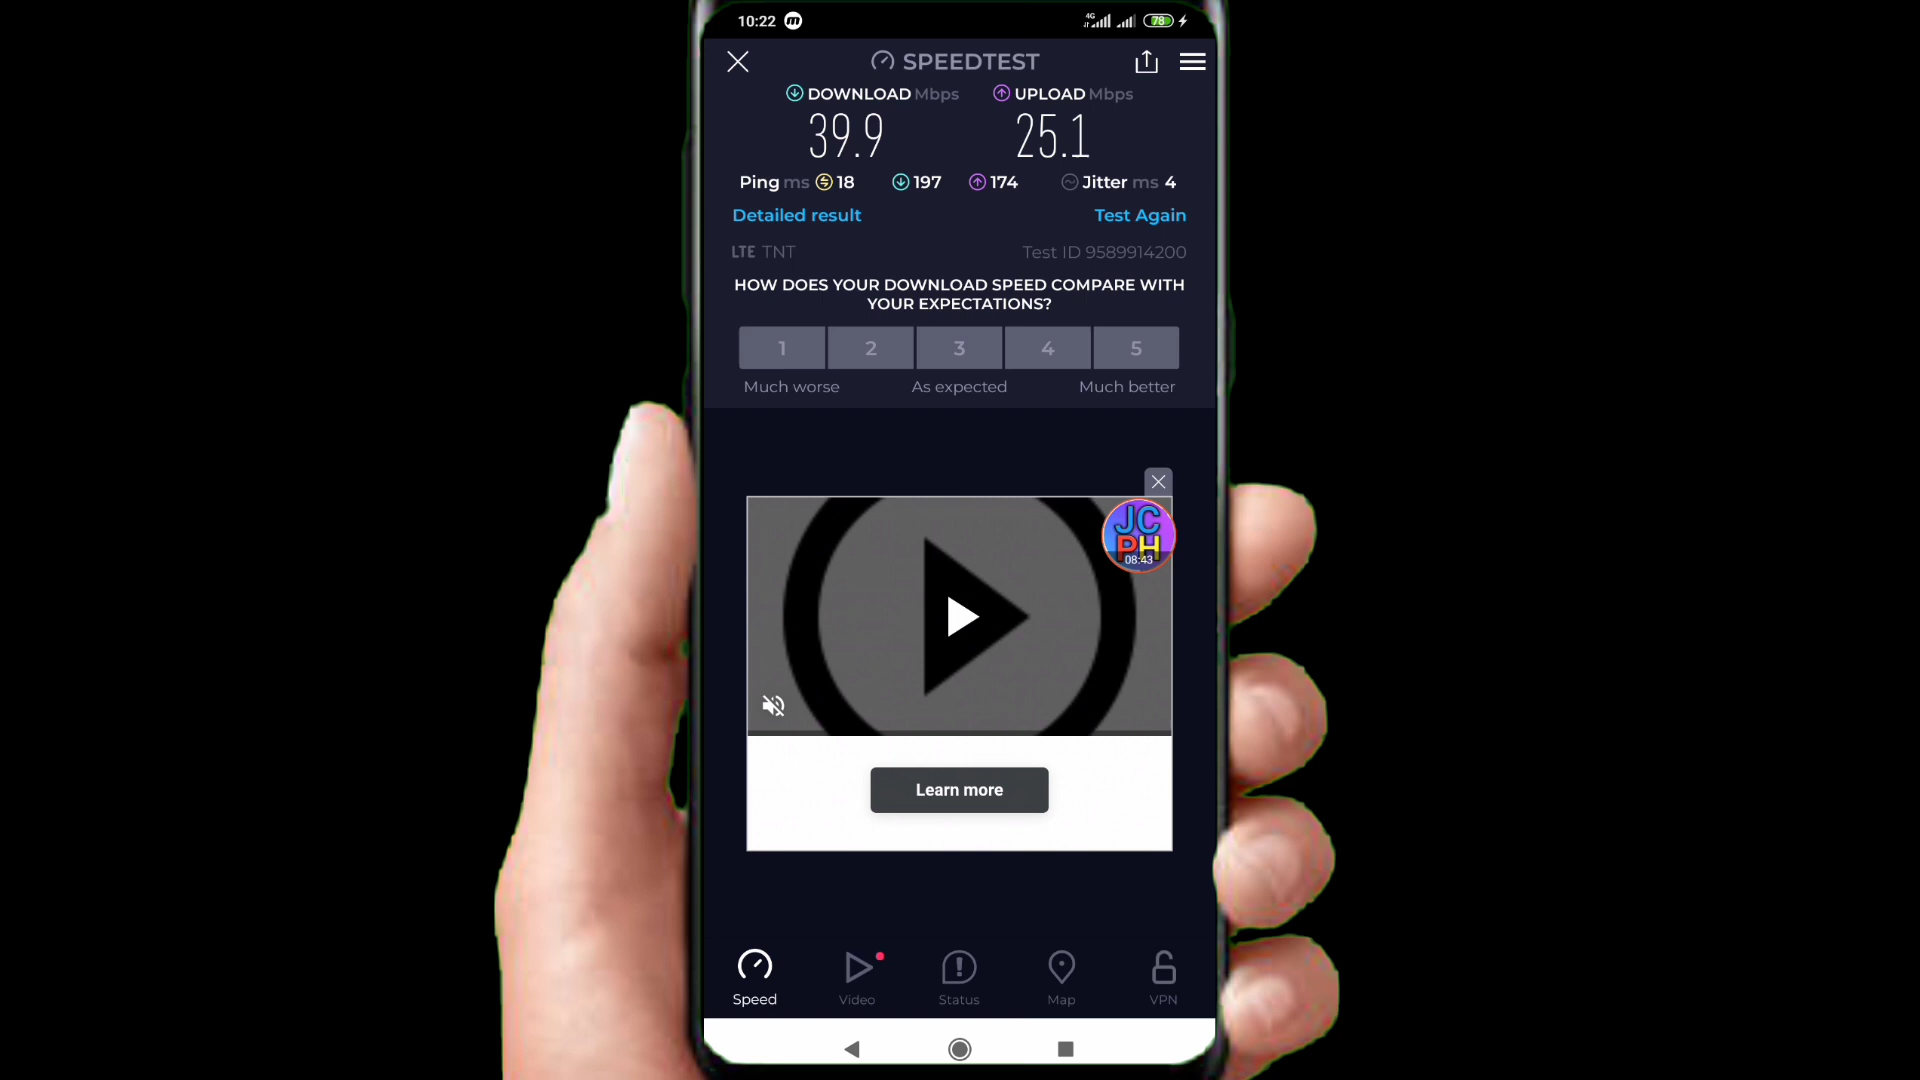 10:22 4G 78
SPEEDTEST
DOWNLOAD Mbps UPLOAD Mbps
39.9 25.1
Ping ms 18 197 174 Jitter ms 4
Detailed result Test Again
LTE TNT Test ID 9589914200
HOW DOES YOUR DOWNLOAD SPEED COMPARE WITH
YOUR EXPECTATIONS?
1 2 3 4 5
Much worse As expected Much better
JC
PH
08:43
Learn more
Speed Video Status Map VPN